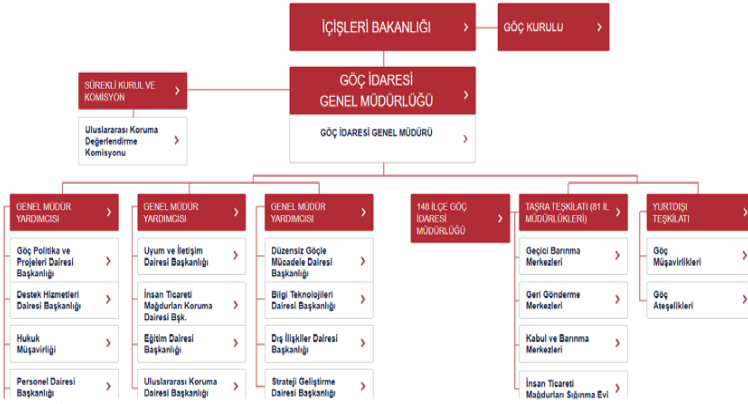 İÇİŞLERİ BAKANLIĞI
GÖÇ KURULU
SÜREKLİ KURUL VE
KOMİSYON
Uluslararası Koruma
Değerlendirme
Komisyonu
GÖÇ İDARESİ
GENEL MÜDÜRLÜĞÜ
GÖÇ İDARESİ GENEL MÜDÜRÜ
GENEL MÜDÜR
YARDIMCISI
Göç Politika ve
Projeleri Dairesi
Başkanlığı
Destek Hizmetleri
Dairesi Başkanlığı
Hukuk
Müşavirliği
Personel Dairesi
Başkanlığı
GENEL MÜDÜR
YARDIMCISI
Uyum ve İletişim
Dairesi Başkanlığı
İnsan Ticareti
Mağdurları Koruma
Dairesi Bşk.
Eğitim Dairesi
Başkanlığı
Uluslararası Koruma
Dairesi Başkanlığı
GENEL MÜDÜR
YARDIMCISI
Düzensiz Göçle
Mücadele Dairesi
Başkanlığı
Bilgi Teknolojileri
Dairesi Başkanlığı
Dış İlişkiler Dairesi
Başkanlığı
Strateji Geliştirme
Dairesi Başkanlığı
148 İLÇE GÖÇ
İDARESİ
MÜDÜRLÜĞÜ
TAŞRA TEŞKİLATI (81 İL
MÜDÜRLÜKLERİ)
Geçici Barınma
Merkezleri
Geri Gönderme
Merkezleri
Kabul ve Barınma
Merkezleri
İnsan Ticareti
Mağdurları Sığınma Evi
YURTDIŞI
TEŞKİLATI
Göç
Müşavirlikleri
Göç
Ateşelikleri